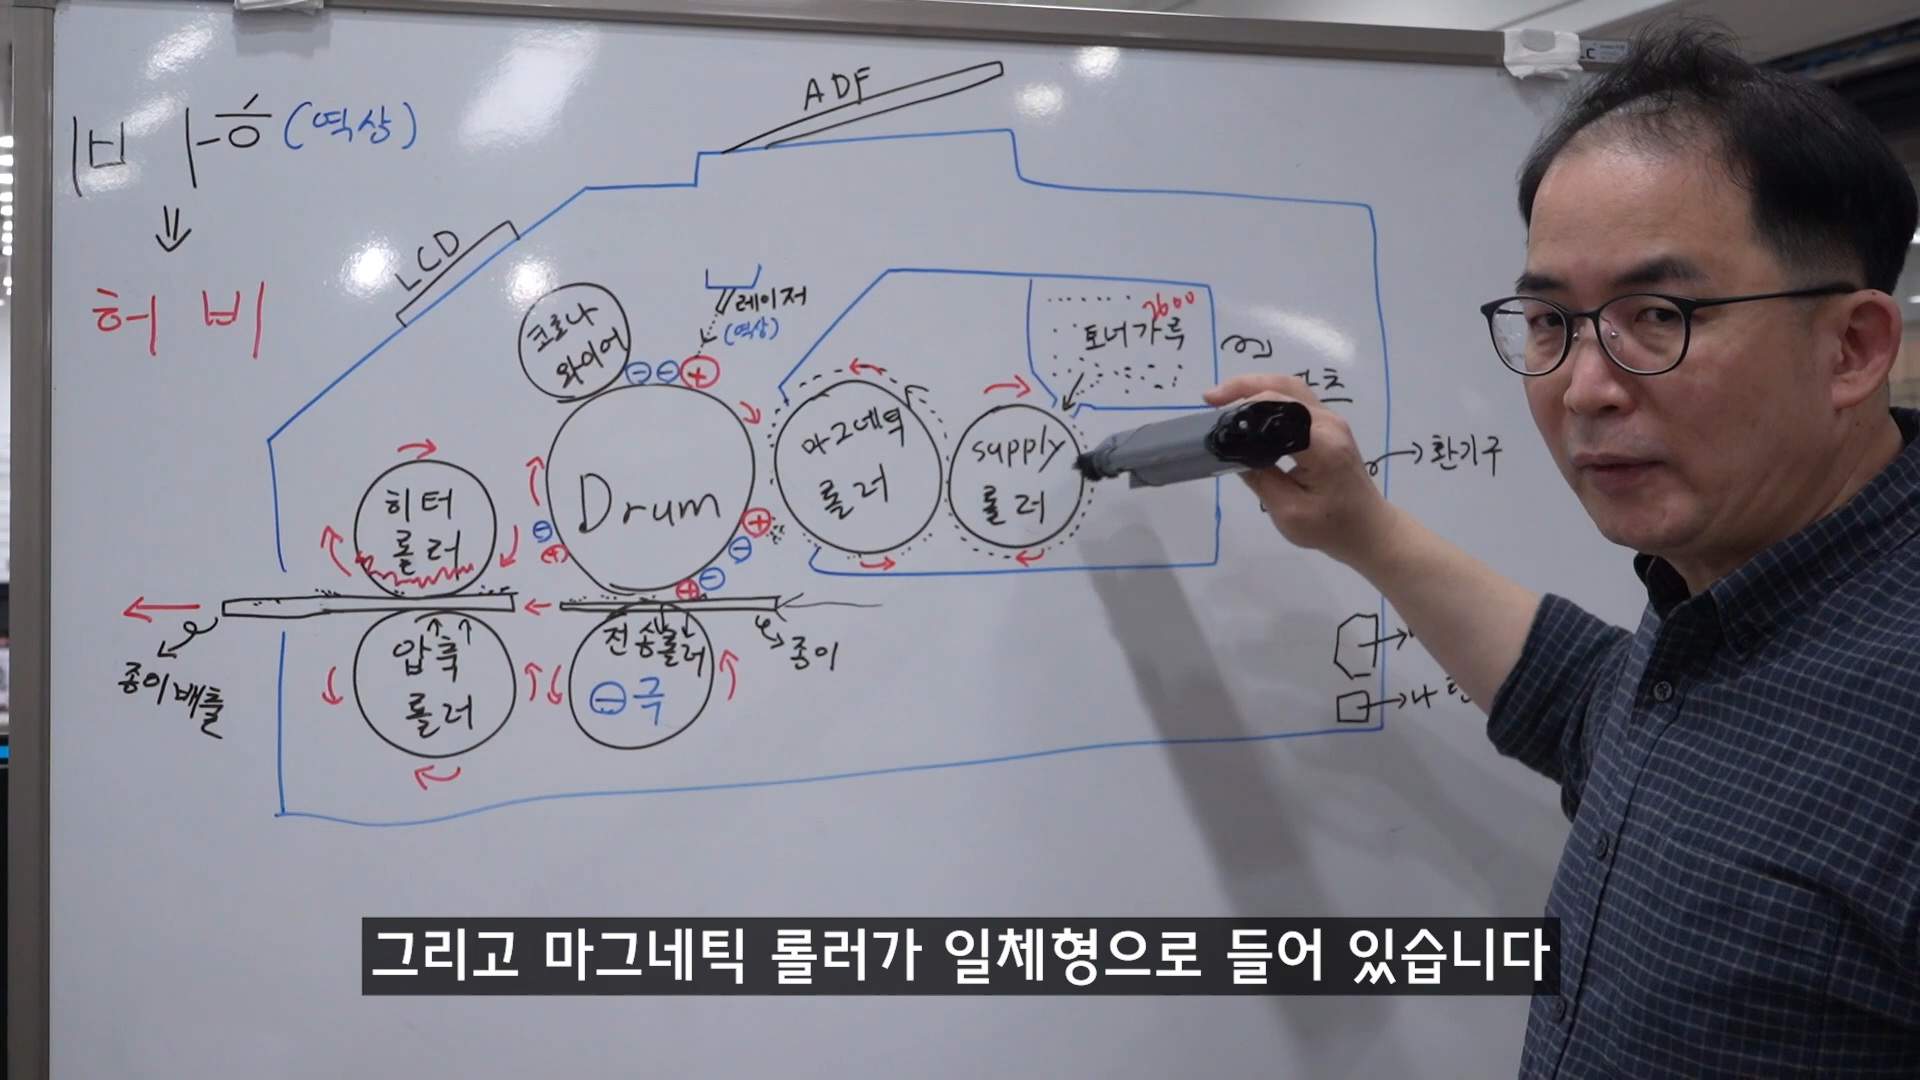 ADF
(역상)
허비
LCD
코로나
와이어
레이저
(역상)
2600
토너가루
환기구
마그네틱
롤러
supply
롤러
Drum
히터
롤러
종이
종이배출
압축
롤러
전송롤러
⊖극
그리고 마그네틱 롤러가 일체형으로 들어 있습니다